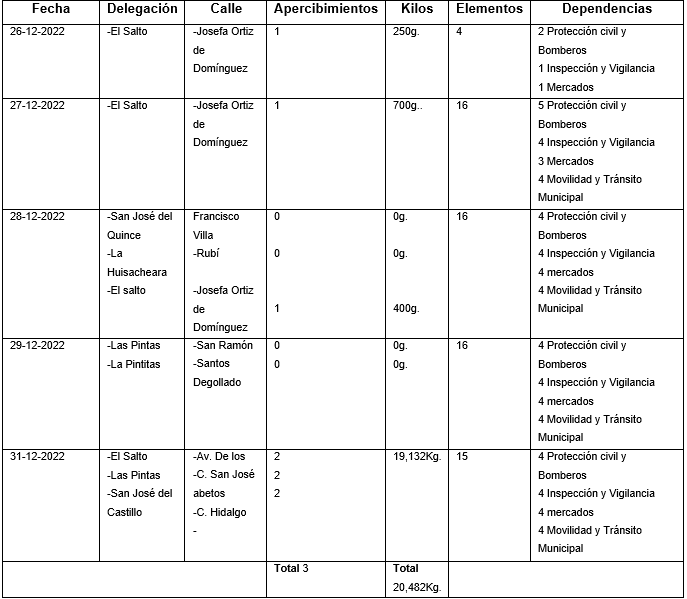 Fecha Delegación Calle Apercibimientos Kilos Elementos Dependencias
26-12-2022 -El Salto -Josefa Ortiz 1 250g. 4 2 Protección civil y
de Bomberos
Domínguez 1 Inspección y Vigilancia
1 Mercados
27-12-2022 -El Salto -Josefa Ortiz 1 700g.. 16 5 Protección civil y
de Bomberos
Domínguez 4 Inspección y Vigilancia
3 Mercados
4 Movilidad y Tránsito
Municipal
28-12-2022 -San José del Francisco 0 0g. 16 4 Protección civil y
Quince Villa Bomberos
-La -Rubí 0 0g. 4 Inspección y Vigilancia
Huisacheara 4 mercados
-El salto -Josefa Ortiz 4 Movilidad y Tránsito
de 1 400g. Municipal
Domínguez
29-12-2022 -Las Pintas -San Ramón 0 0g. 16 4 Protección civil y
-La Pintitas -Santos 0 0g. Bomberos
Degollado 4 Inspección y Vigilancia
4 mercados
4 Movilidad y Tránsito
Municipal
31-12-2022 -El Salto -Av. De los 2 19,132Kg. 15 4 Protección civil y
-Las Pintas -C. San José 2 Bomberos
-San José del abetos 2 4 Inspección y Vigilancia
Castillo -C. Hidalgo 4 mercados
- 4 Movilidad y Tránsito
Municipal
Total 3 Total
20,482Kg.